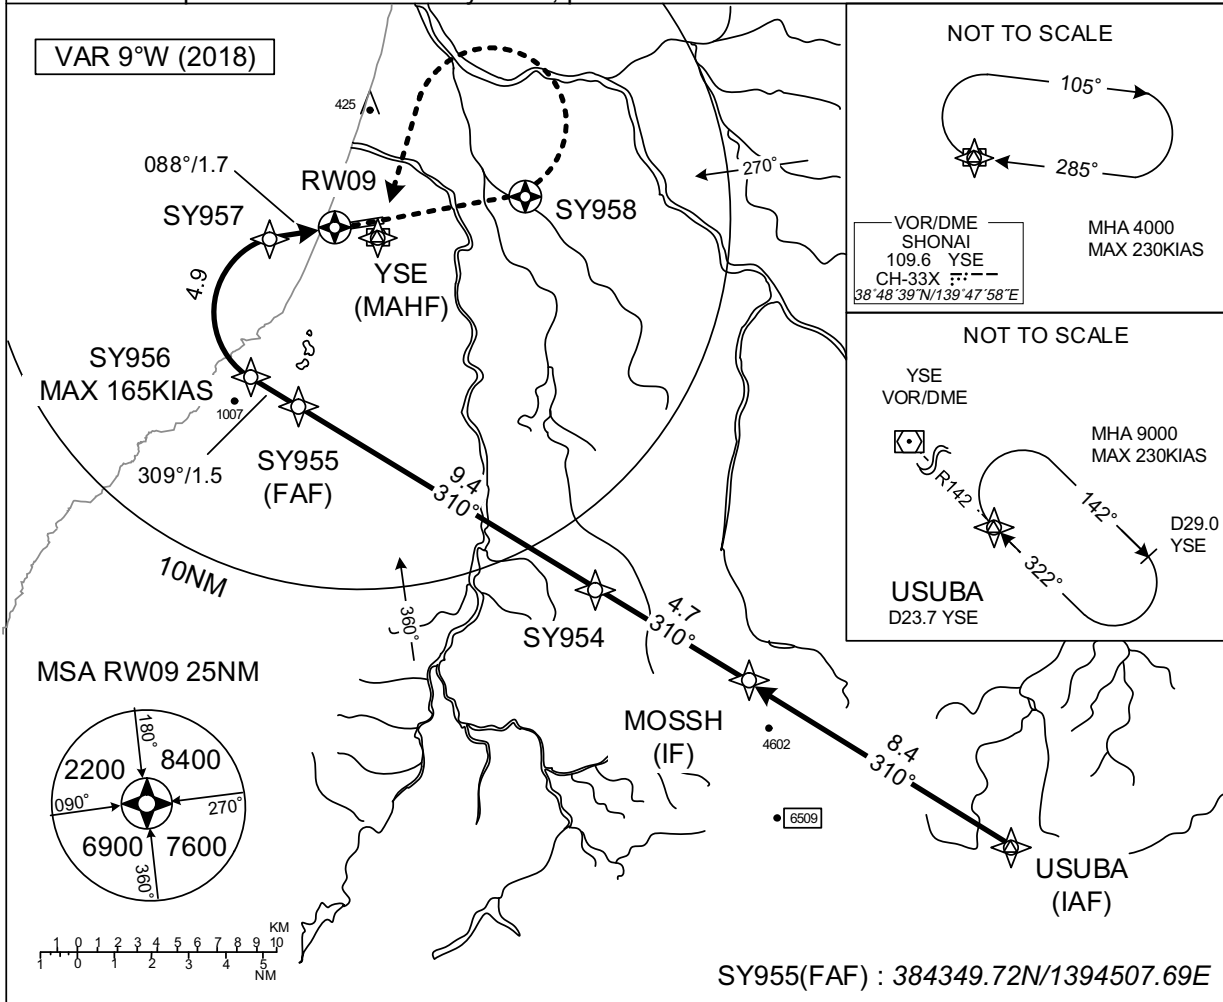 VAR 9°W (2018)
425
088°/1.7
RW09
SY957
SY958
270°
YSE
(MAHF)
4.9
SY956
MAX 165KIAS
1007
309°/1.5
SY955
(FAF)
9.4
310°
10NM
360°
SY954
4.7
310°
MOSSH
(IF)
4602
8.4
310°
6509
USUBA
(IAF)
MSA RW09 25NM
180°
2200
8400
090°
270°
6900
7600
360°
KM
1 0 1 2 3 4 5 6 7 8 9 10
1 0 1 2 3 4 5
NM
SY955(FAF) : 384349.72N/1394507.69E
NOT TO SCALE
105°
285°
VOR/DME
SHONAI
109.6 YSE
CH-33X
38°48´39˝N/139°47´58˝E
MHA 4000
MAX 230KIAS
NOT TO SCALE
YSE
VOR/DME
MHA 9000
MAX 230KIAS
R142
142°
D29.0
YSE
322°
USUBA
D23.7 YSE